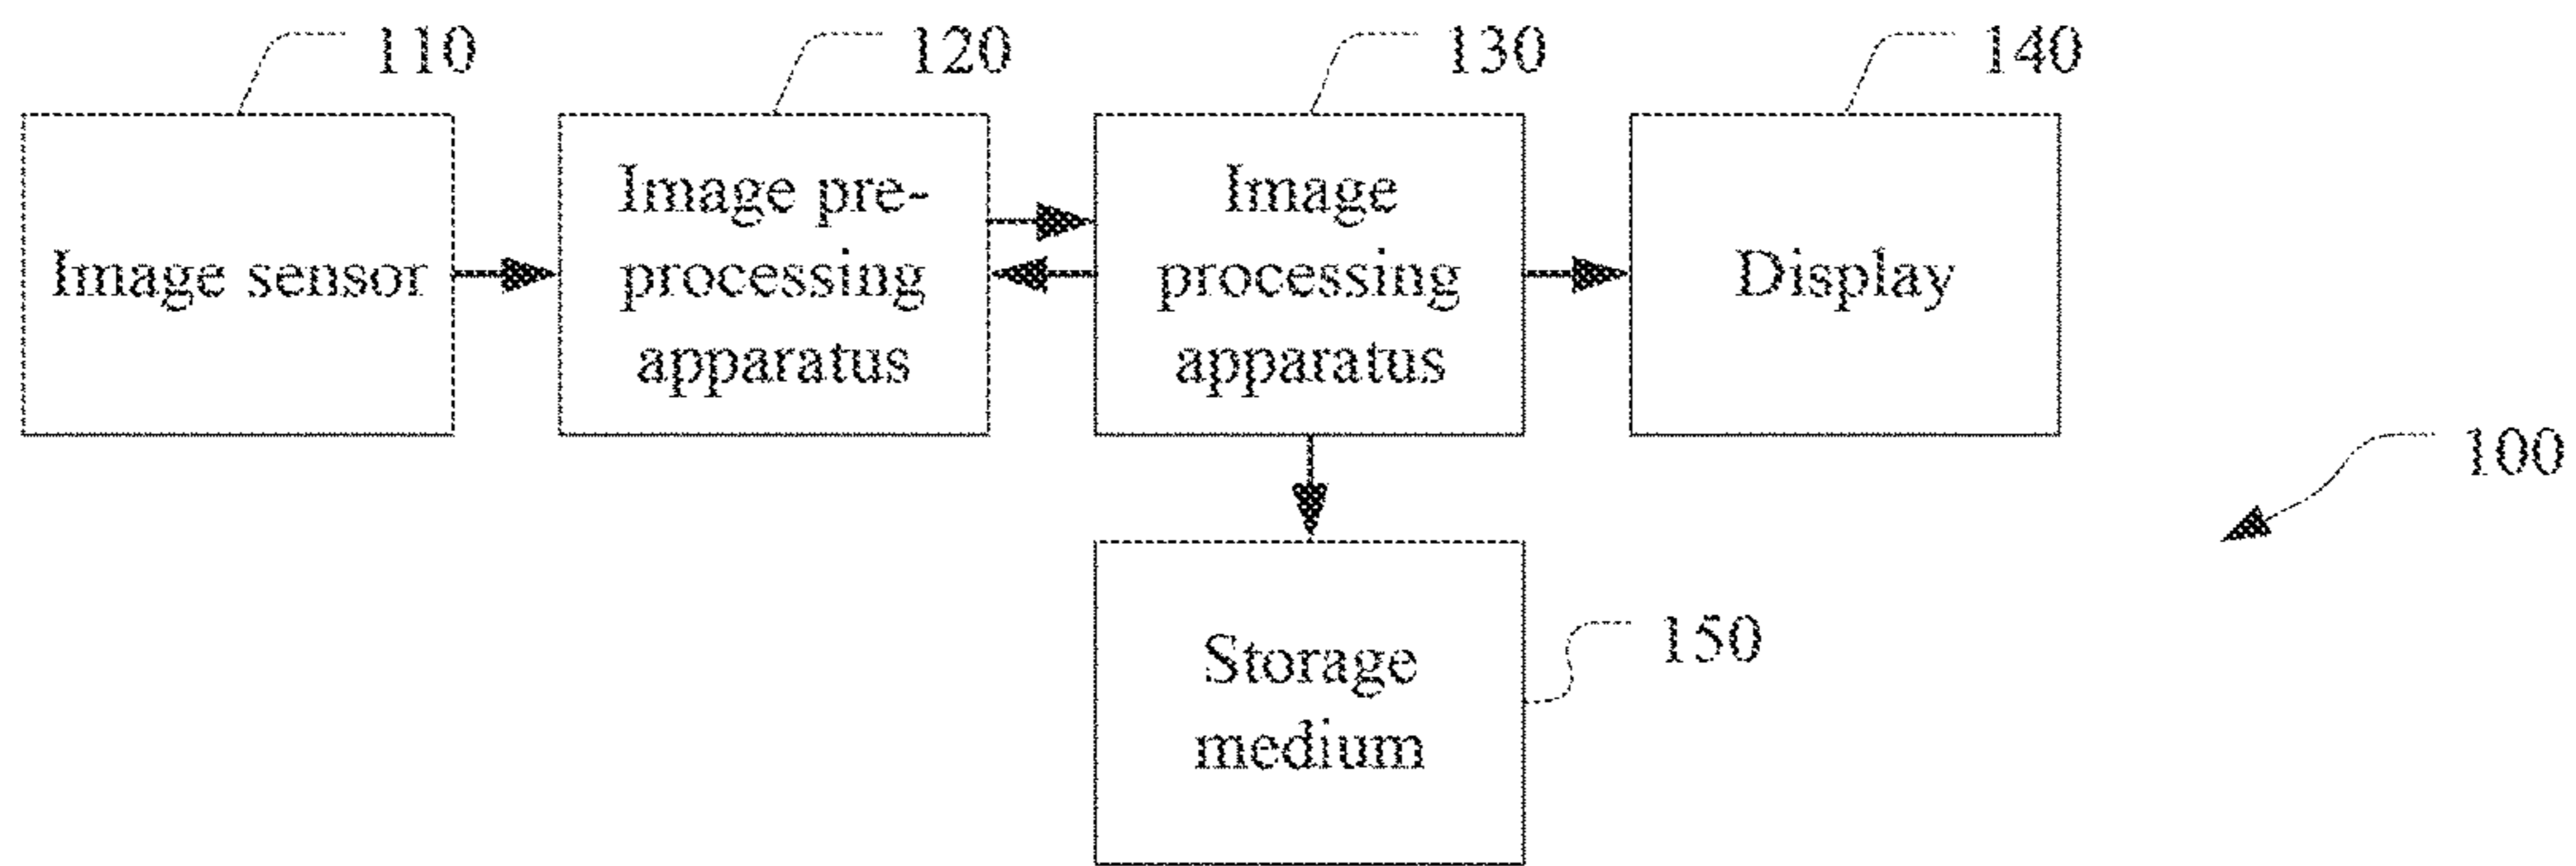 110
120
130
140
Image sensor
Image pre-
processing
apparatus
Image
processing
apparatus
Display
100
Storage
medium
150